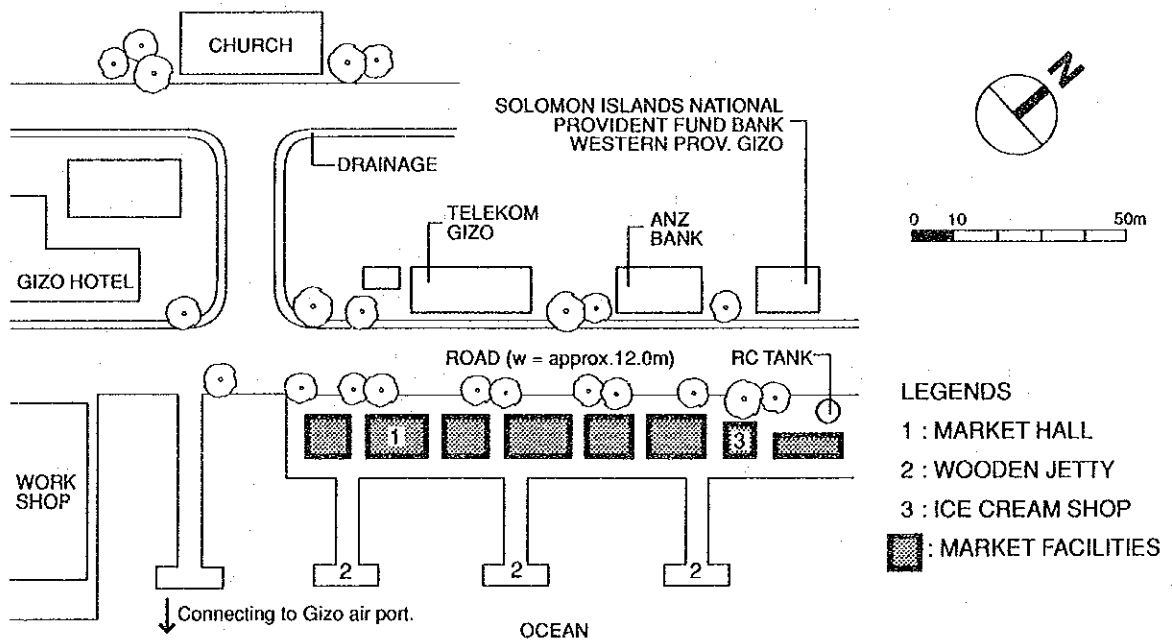 CHURCH
N
SOLOMON ISLANDS NATIONAL
PROVIDENT FUND BANK
WESTERN PROV. GIZO
DRAINAGE
0 10 50m
TELEKOM
GIZO
ANZ
BANK
GIZO HOTEL
ROAD (w = approx.12.0m)
RC TANK
LEGENDS
1 : MARKET HALL
2 : WOODEN JETTY
3 : ICE CREAM SHOP
: MARKET FACILITIES
1
3
WORK
SHOP
2
2
2
Connecting to Gizo air port.
OCEAN